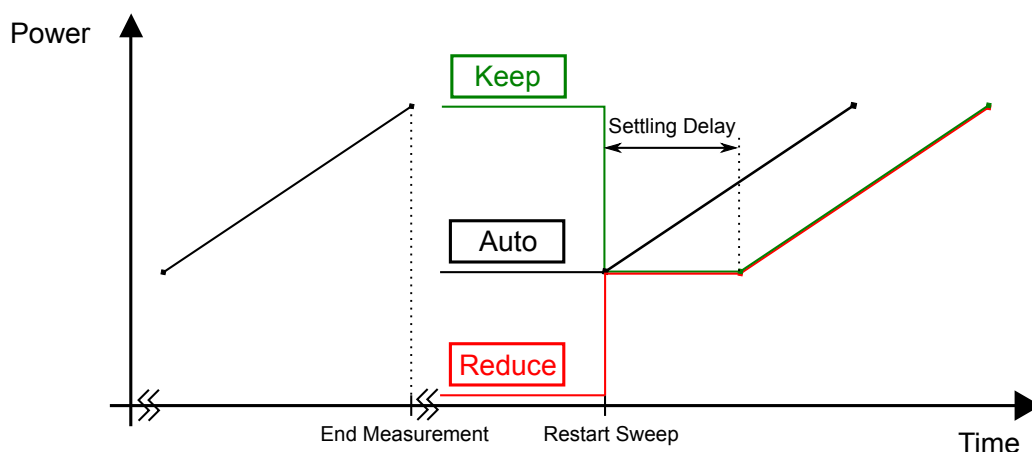 Power
Keep
Settling Delay
Auto
Reduce
End Measurement
Restart Sweep
Time